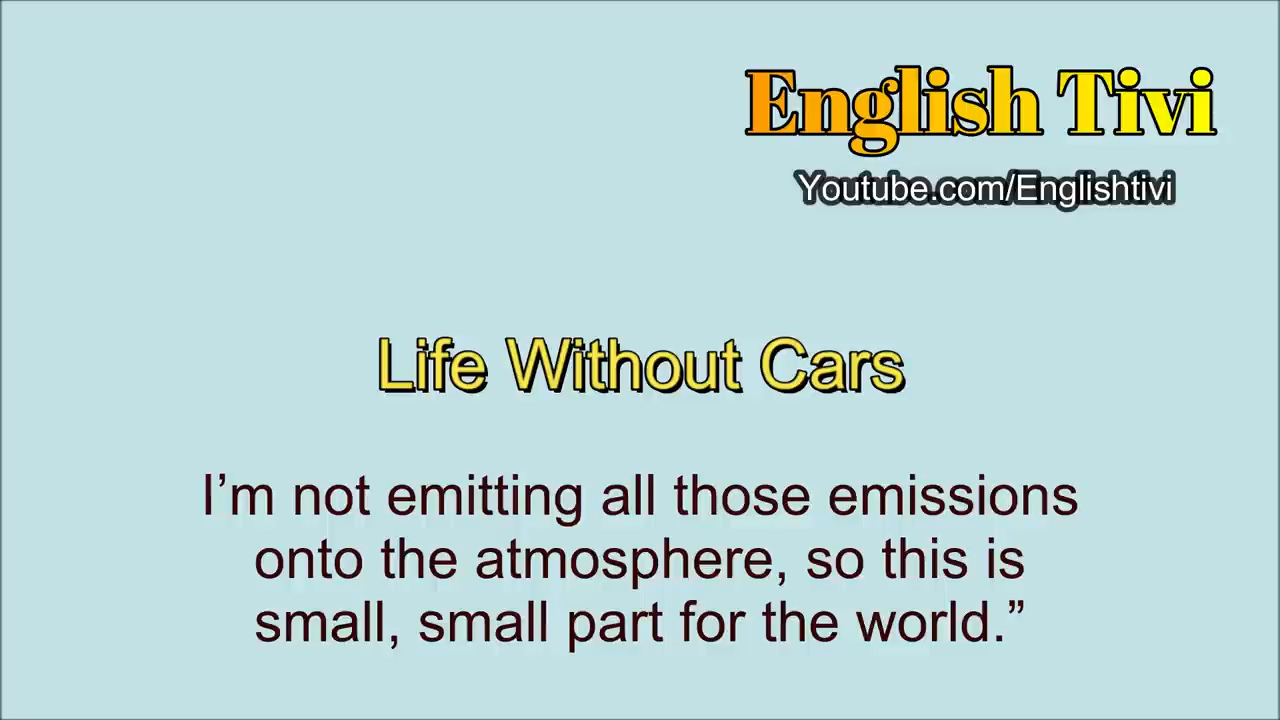 English Tivi
Youtube.com/Englishtivi
Life Without Cars
I’m not emitting all those emissions
onto the atmosphere, so this is
small, small part for the world.”